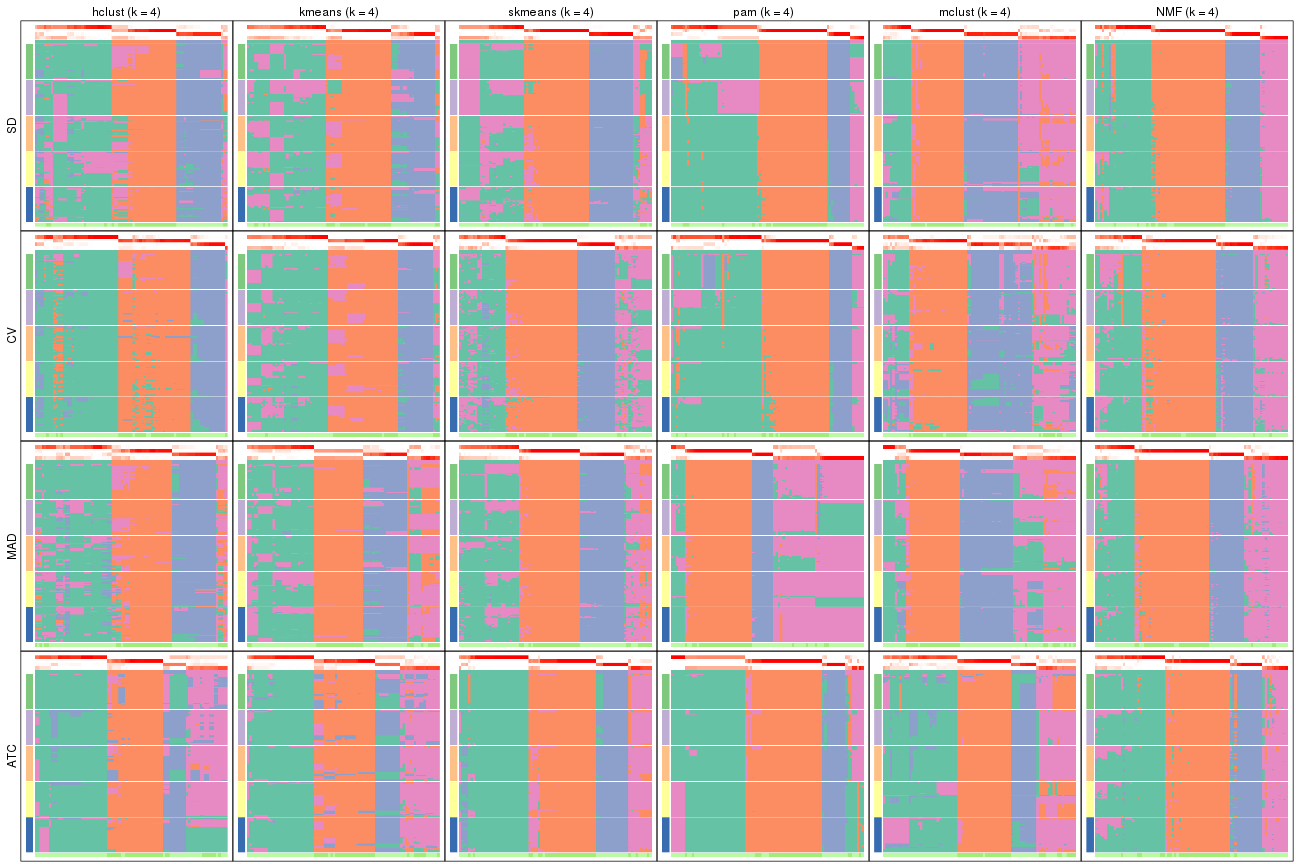 hclust (k = 4) kmeans (k = 4) skmeans (k = 4) pam (k = 4) mclust (k = 4) NMF (k = 4)
SD
CV
MAD
ATC